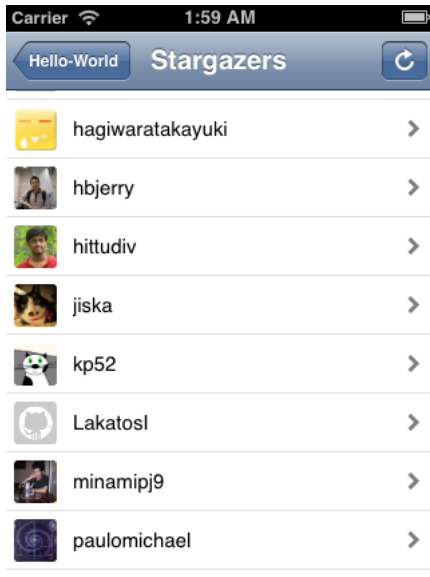 Carrier 1:59 AM
Hello-World Stargazers
hagiwaratakayuki
hbjerry
hittudiv
jiska
kp52
Lakatosl
minamipj9
paulomichael